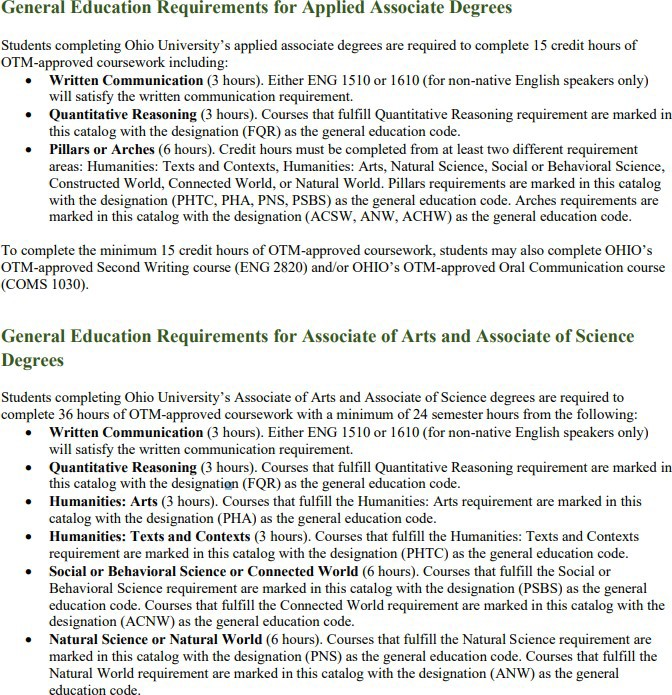 General Education Requirements for Applied Associate Degrees
Students completing Ohio University’s applied associate degrees are required to complete 15 credit hours of
OTM-approved coursework including:
• Written Communication (3 hours). Either ENG 1510 or 1610 (for non-native English speakers only)
will satisfy the written communication requirement.
• Quantitative Reasoning (3 hours). Courses that fulfill Quantitative Reasoning requirement are marked in
this catalog with the designation (FQR) as the general education code.
• Pillars or Arches (6 hours). Credit hours must be completed from at least two different requirement
areas: Humanities: Texts and Contexts, Humanities: Arts, Natural Science, Social or Behavioral Science,
Constructed World, Connected World, or Natural World. Pillars requirements are marked in this catalog
with the designation (PHTC, PHA, PNS, PSBS) as the general education code. Arches requirements are
marked in this catalog with the designation (ACSW, ANW, ACHW) as the general education code.
To complete the minimum 15 credit hours of OTM-approved coursework, students may also complete OHIO’s
OTM-approved Second Writing course (ENG 2820) and/or OHIO’s OTM-approved Oral Communication course
(COMS 1030).
General Education Requirements for Associate of Arts and Associate of Science
Degrees
Students completing Ohio University’s Associate of Arts and Associate of Science degrees are required to
complete 36 hours of OTM-approved coursework with a minimum of 24 semester hours from the following:
• Written Communication (3 hours). Either ENG 1510 or 1610 (for non-native English speakers only)
will satisfy the written communication requirement.
• Quantitative Reasoning (3 hours). Courses that fulfill Quantitative Reasoning requirement are marked in
this catalog with the designation (FQR) as the general education code.
• Humanities: Arts (3 hours). Courses that fulfill the Humanities: Arts requirement are marked in this
catalog with the designation (PHA) as the general education code.
• Humanities: Texts and Contexts (3 hours). Courses that fulfill the Humanities: Texts and Contexts
requirement are marked in this catalog with the designation (PHTC) as the general education code.
• Social or Behavioral Science or Connected World (6 hours). Courses that fulfill the Social or
Behavioral Science requirement are marked in this catalog with the designation (PSBS) as the general
education code. Courses that fulfill the Connected World requirement are marked in this catalog with the
designation (ACNW) as the general education code.
• Natural Science or Natural World (6 hours). Courses that fulfill the Natural Science requirement are
marked in this catalog with the designation (PNS) as the general education code. Courses that fulfill the
Natural World requirement are marked in this catalog with the designation (ANW) as the general
education code.